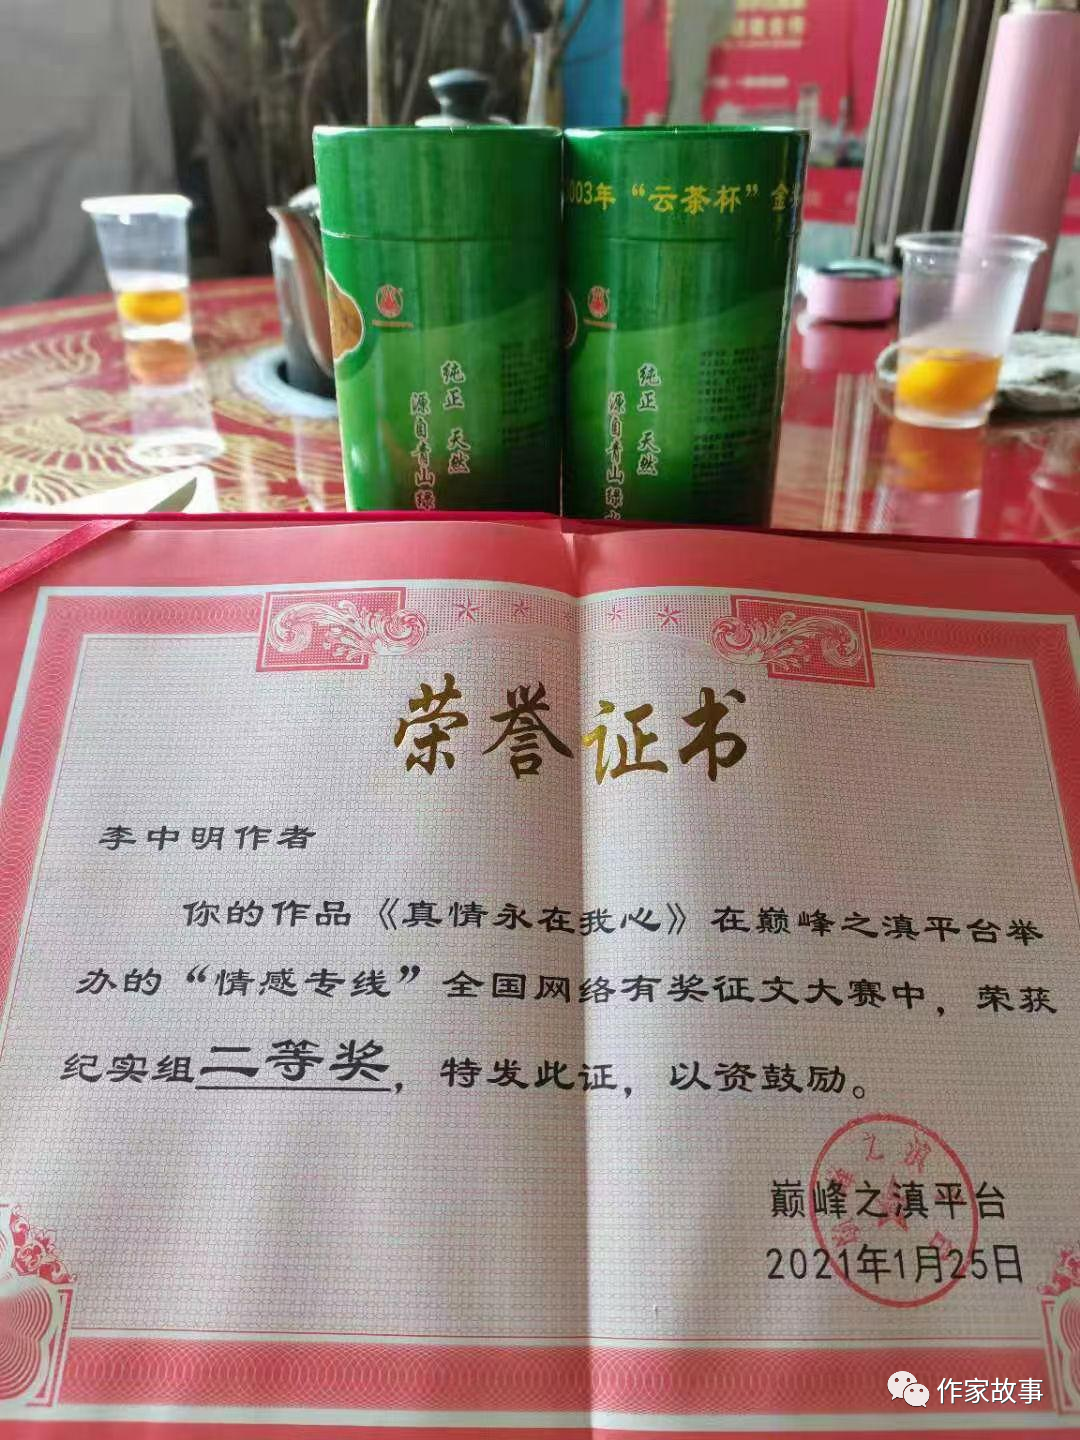 2003年“云茶杯”金
纯正 天然
源自青山绿
纯正 天然
源自青山绿水
荣誉证书
李中明作者
你的作品《真情永在我心》在巅峰之滇平台举
办的“情感专线”全国网络有奖征文大赛中，荣获
纪实组二等奖，特发此证，以资鼓励。
巅峰之滇平台
2021年1月25日
作家故事